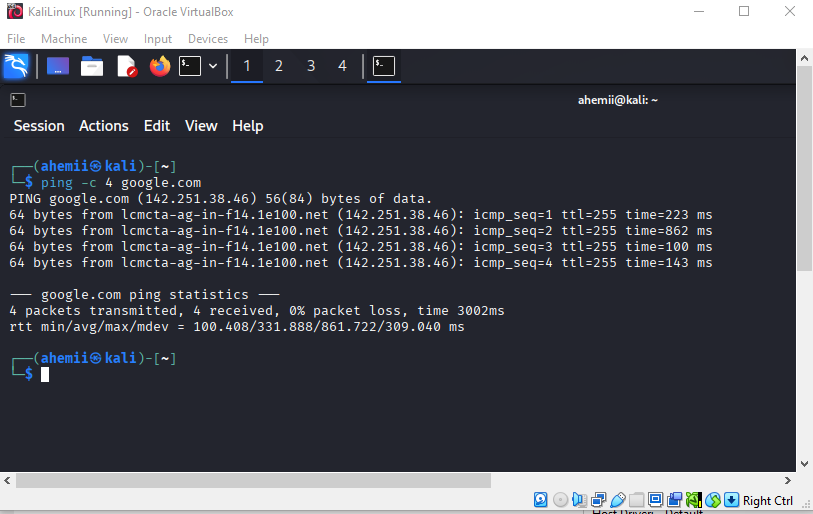 KaliLinux [Running] - Oracle VirtualBox
File Machine View Input Devices Help
1 2 3 4
ahemii@kali: ~
Session Actions Edit View Help
┌──(ahemii㉿kali)-[~]
└─$ ping -c 4 google.com
PING google.com (142.251.38.46) 56(84) bytes of data.
64 bytes from lcmcta-ag-in-f14.1e100.net (142.251.38.46): icmp_seq=1 ttl=255 time=223 ms
64 bytes from lcmcta-ag-in-f14.1e100.net (142.251.38.46): icmp_seq=2 ttl=255 time=862 ms
64 bytes from lcmcta-ag-in-f14.1e100.net (142.251.38.46): icmp_seq=3 ttl=255 time=100 ms
64 bytes from lcmcta-ag-in-f14.1e100.net (142.251.38.46): icmp_seq=4 ttl=255 time=143 ms
--- google.com ping statistics ---
4 packets transmitted, 4 received, 0% packet loss, time 3002ms
rtt min/avg/max/mdev = 100.408/331.888/861.722/309.040 ms
┌──(ahemii㉿kali)-[~]
└─$
Right Ctrl